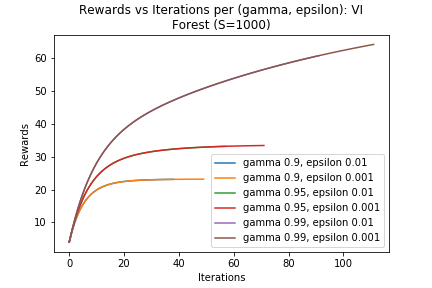 Rewards vs Iterations per (gamma, epsilon): VI
Forest (S=1000)
Rewards
60
50
40
30
20
10
gamma 0.9, epsilon 0.01
gamma 0.9, epsilon 0.001
gamma 0.95, epsilon 0.01
gamma 0.95, epsilon 0.001
gamma 0.99, epsilon 0.01
gamma 0.99, epsilon 0.001
0 20 40 60 80 100
Iterations